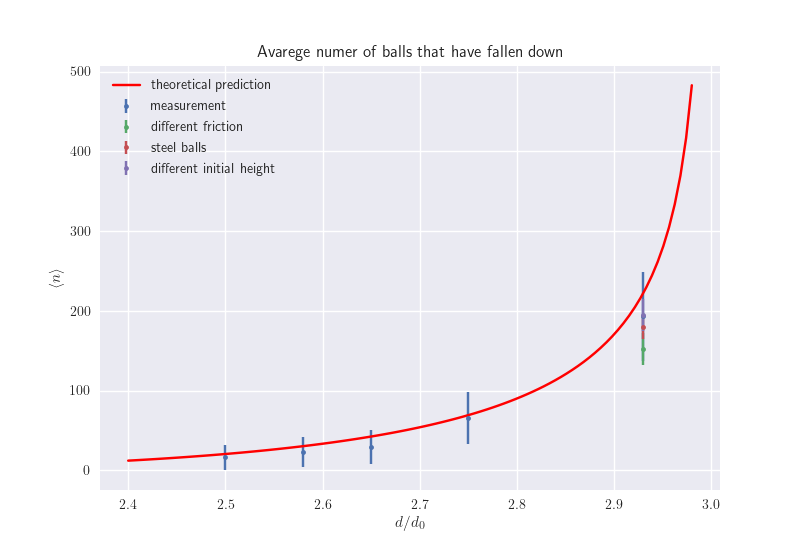 Avarege numer of balls that have fallen down
500
400
300
200
100
0
⟨n⟩
theoretical prediction
measurement
different friction
steel balls
different initial height
2.4 2.5 2.6 2.7 2.8 2.9 3.0
d/d₀